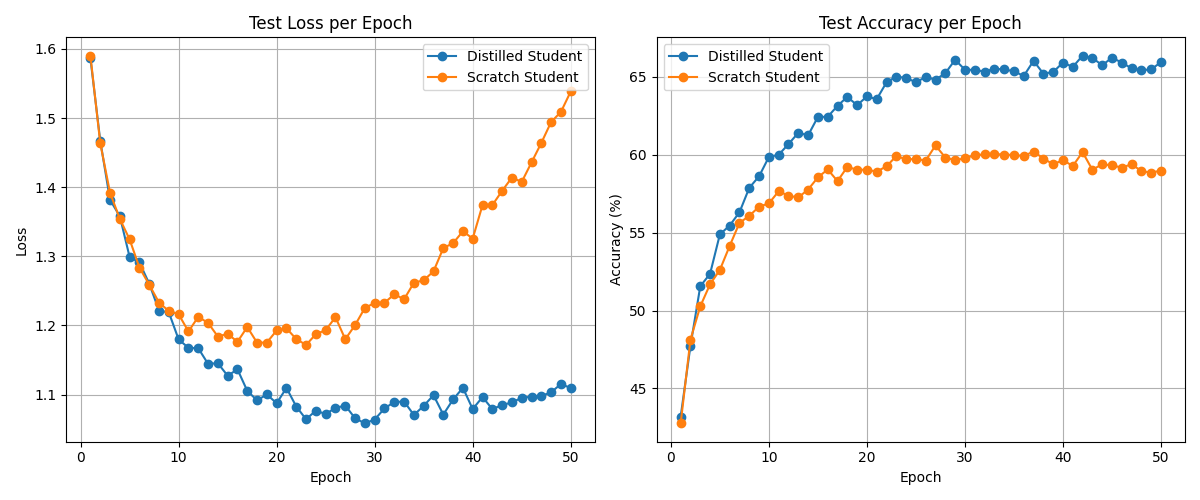 Test Loss per Epoch
1.6
1.5
1.4
1.3
1.2
1.1
Loss
0
10
20
30
40
50
Epoch
Distilled Student
Scratch Student
Test Accuracy per Epoch
65
60
55
50
45
Accuracy (%)
0
10
20
30
40
50
Epoch
Distilled Student
Scratch Student